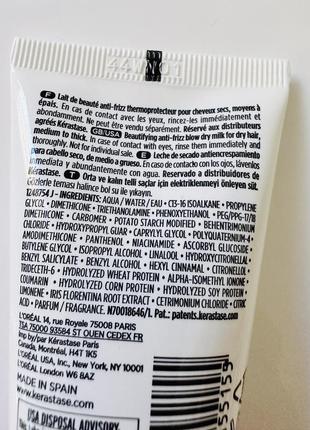 44W01
F Lait de beauté anti-frizz thermoprotecteur pour cheveux secs, moyens à
épais. En cas de contact avec les yeux, rincez-les immédiatement et
abondamment. Ne peut être vendu séparément. Réservé aux distributeurs
agréés Kérastase. GB/USA Beautifying anti-frizz blow dry milk for dry hair,
medium to thick. In case of contact with eyes, rinse them immediately and
thoroughly. Not for individual sale. E Leche de secado antiencrespamiento
para cabello seco, de medio a grueso. En caso de contacto con los ojos, lávelos
inmediata y abundantemente. Reservado a distribuidores de
Kérastase. T Orta ve kalın telli saçlar için elektriklenmeyi önleyen süt.
Gözlerle teması halince bol su ile yıkayın.
1248754 J - INGREDIENTS: AQUA / WATER / EAU • C13-16 ISOALKANE • PROPYLENE
GLYCOL • DIMETHICONE • TRIETHANOLAMINE • PHENOXYETHANOL • PEG/PPG-17/18
DIMETHICONE • CARBOMER • POTATO STARCH MODIFIED • BEHENTRIMONIUM
CHLORIDE • HYDROXYPROPYL GUAR • CAPRYLYL GLYCOL • POLYQUATERNIUM-4
AMODIMETHICONE • PANTHENOL • NIACINAMIDE • ASCORBYL GLUCOSIDE •
BUTYLENE GLYCOL • ISOPROPYL ALCOHOL • LINALOOL • HYDROXYCITRONELLAL
BENZYL SALICYLATE • BENZYL ALCOHOL • HEXYL CINNAMAL • CITRONELLOL
TRIDECETH-6 • HYDROLYZED WHEAT PROTEIN • ALPHA-ISOMETHYL IONONE
COUMARIN • HYDROLYZED CORN PROTEIN • HYDROLYZED SOY PROTEIN
LIMONENE • IRIS FLORENTINA ROOT EXTRACT • CETRIMONIUM CHLORIDE • CITRIC
ACID • PARFUM / FRAGRANCE. N70018646/1. Pat.: patents.kerastase.com
L'ORÉAL 14, rue Royale 75008 PARIS
TSA 75000 93584 ST OUEN CEDEX FR
Imp by/par Kérastase Paris
Canada, Montréal, H4T 1K5
L'ORÉAL USA, Inc., New York, NY, 10001
L'ORÉAL London W6 8AZ
MADE IN SPAIN
www.kerastase.com
USA DISPOSAL ADVISORY